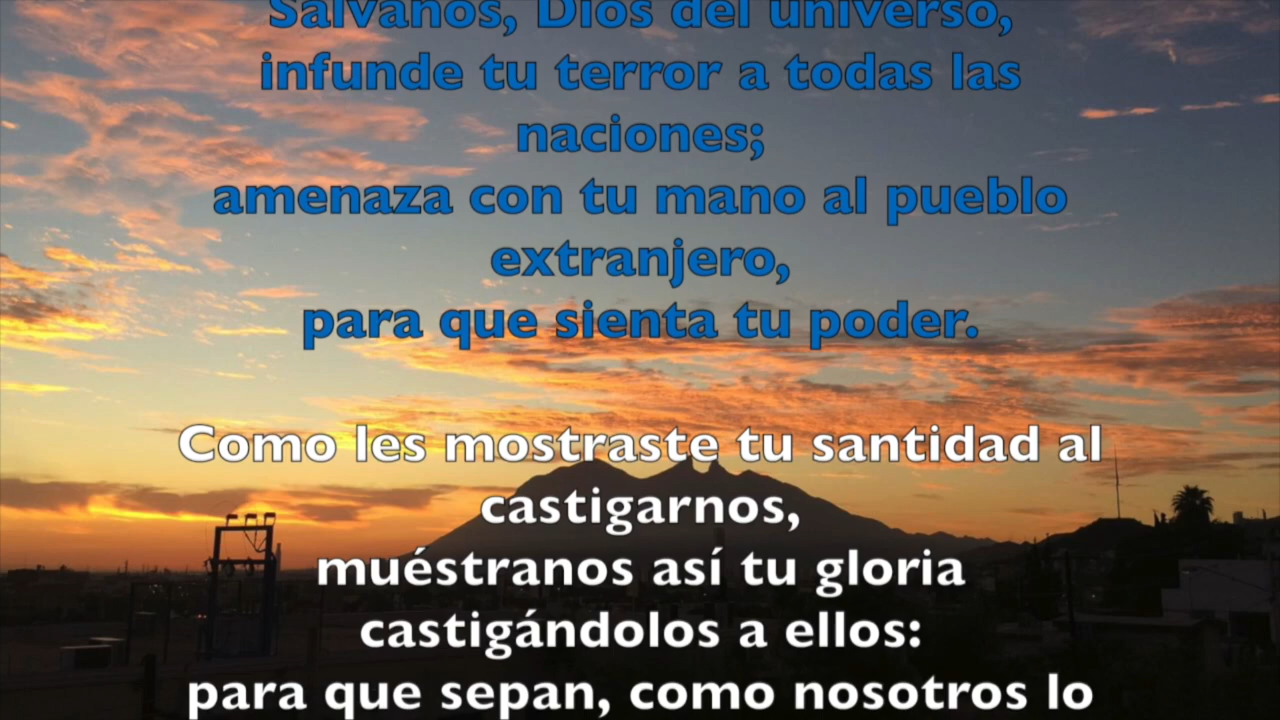 Sálvanos, Dios del universo,
infunde tu terror a todas las
naciones;
amenaza con tu mano al pueblo
extranjero,
para que sienta tu poder.
Como les mostraste tu santidad al
castigarnos,
muéstranos así tu gloria
castigándolos a ellos:
para que sepan, como nosotros lo